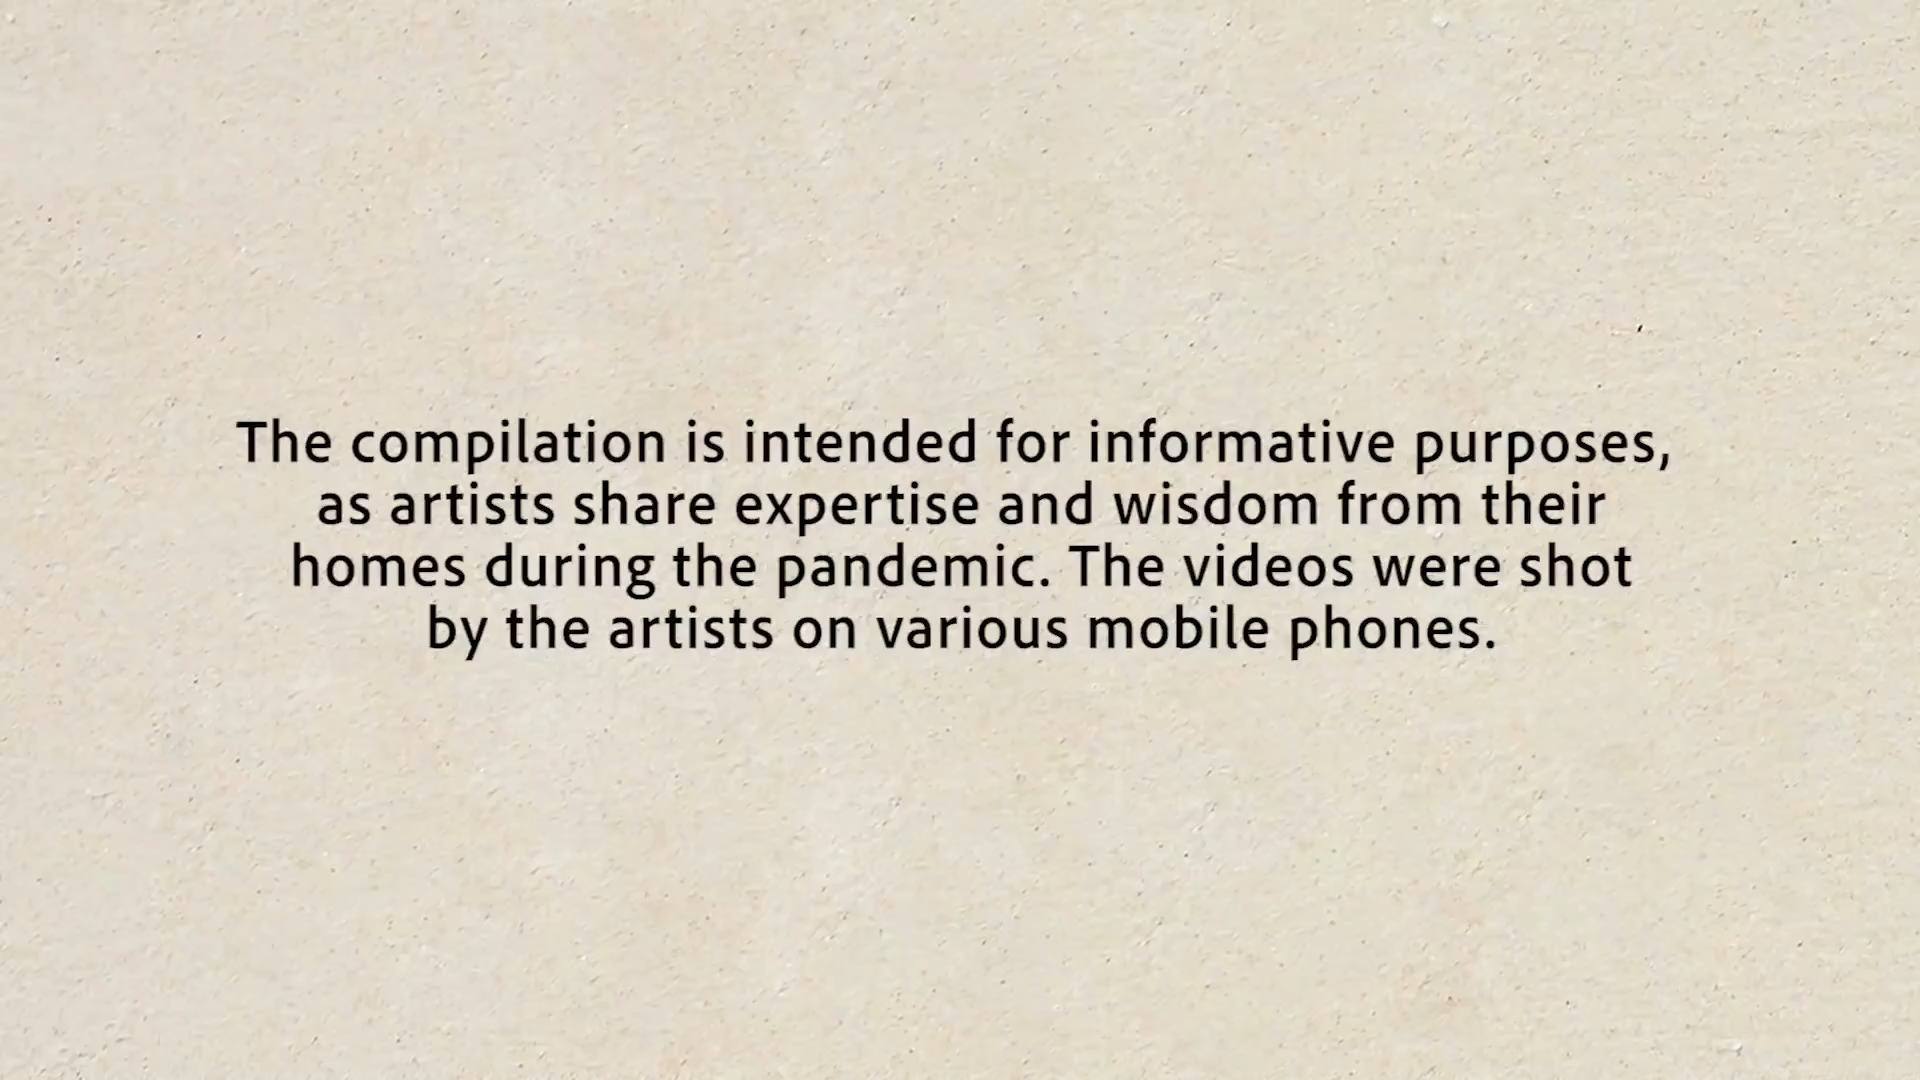 The compilation is intended for informative purposes,
as artists share expertise and wisdom from their
homes during the pandemic. The videos were shot
by the artists on various mobile phones.